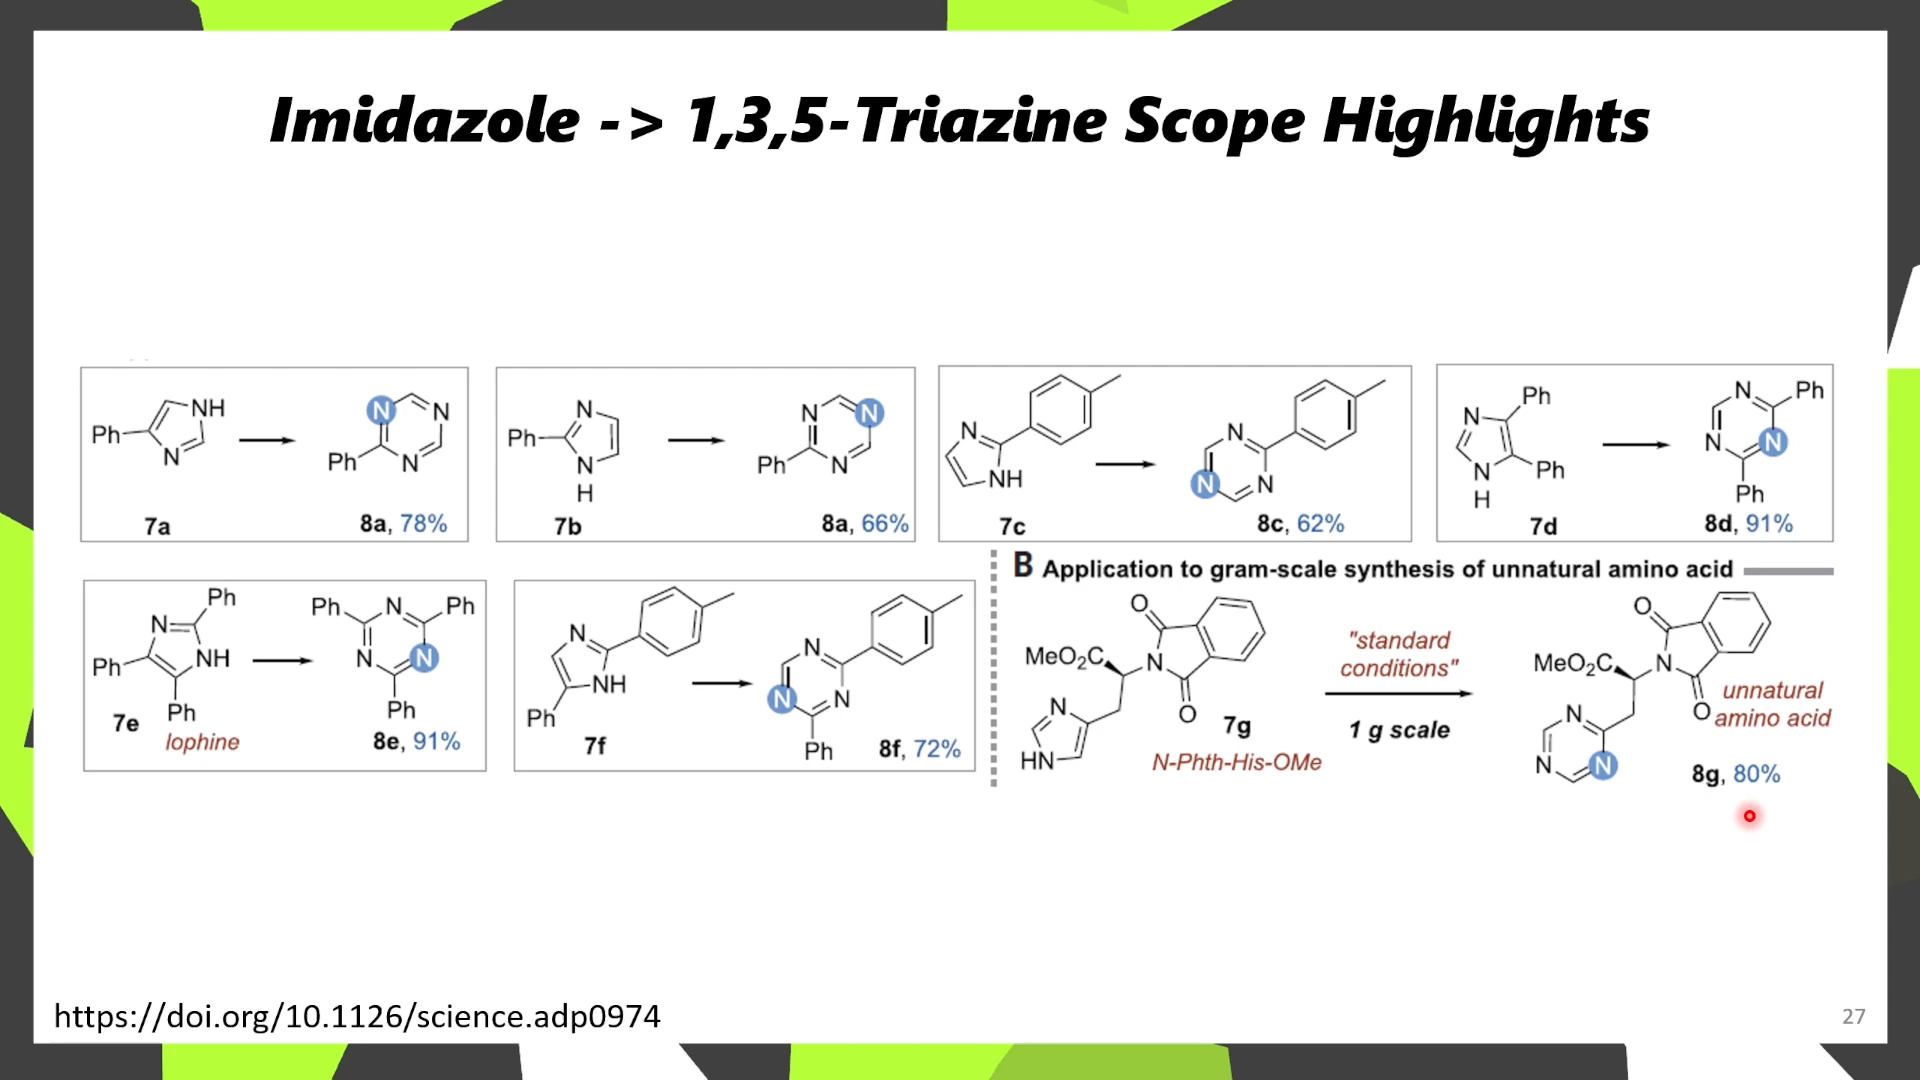 Imidazole -> 1,3,5-Triazine Scope Highlights
Ph
NH
N
N
N
N
Ph
7a
8a, 78%
Ph
N
N
H
N
N
N
Ph
7b
8a, 66%
N
NH
N
N
N
7c
8c, 62%
N
N
H
Ph
Ph
N
N
N
Ph
Ph
7d
8d, 91%
Ph
N
NH
Ph
Ph
7e
lophine
Ph
N
Ph
N
N
Ph
8e, 91%
N
NH
Ph
7f
N
N
N
Ph
8f, 72%
B Application to gram-scale synthesis of unnatural amino acid
MeO2C
O
N
O
N
HN
7g
N-Phth-His-OMe
"standard
conditions"
1 g scale
MeO2C
O
N
O
N
N
N
unnatural
amino acid
8g, 80%
https://doi.org/10.1126/science.adp0974
27